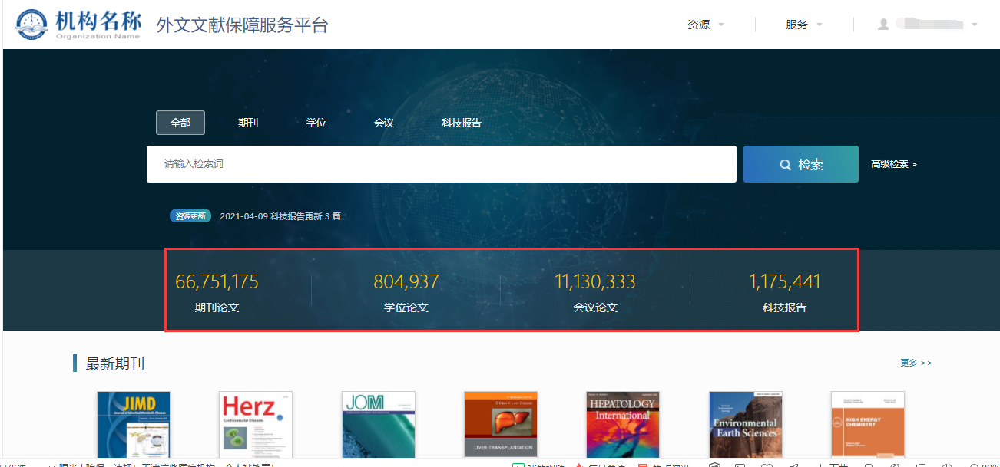 机构名称
Organization Name
外文文献保障服务平台
资源
服务
全部
期刊
学位
会议
科技报告
请输入检索词
检索
高级检索 >
资源更新
2021-04-09 科技报告更新 3 篇
66,751,175
804,937
11,130,333
1,175,441
期刊论文
学位论文
会议论文
科技报告
最新期刊
更多 >>
JIMD
Journal of Inherited Metabolic Disease
Herz
Cardiovascular Diseases
JOM
LIVER TRANSPLANTATION
HEPATOLOGY
International
Environmental
Earth Sciences
HIGH ENERGY
CHEMISTRY